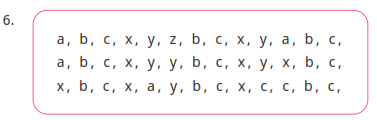 6.
a, b, c, x, y, z, b, c, x, y, a, b, c,
a, b, c, x, y, y, b, c, x, y, x, b, c,
x, b, c, x, a, y, b, c, x, c, c, b, c,